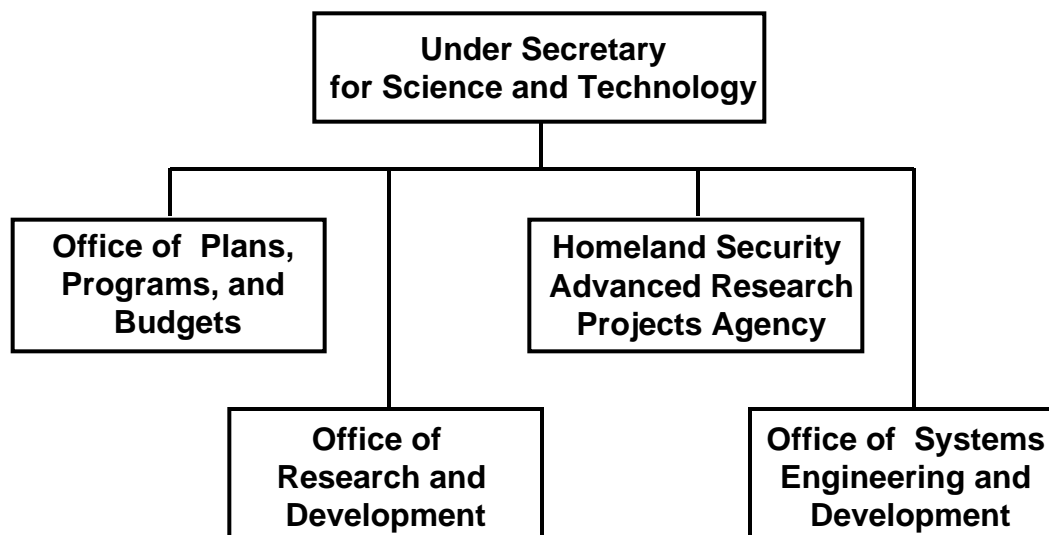 Under Secretary
for Science and Technology
Office of Plans,
Programs, and
Budgets
Homeland Security
Advanced Research
Projects Agency
Office of
Research and
Development
Office of Systems
Engineering and
Development